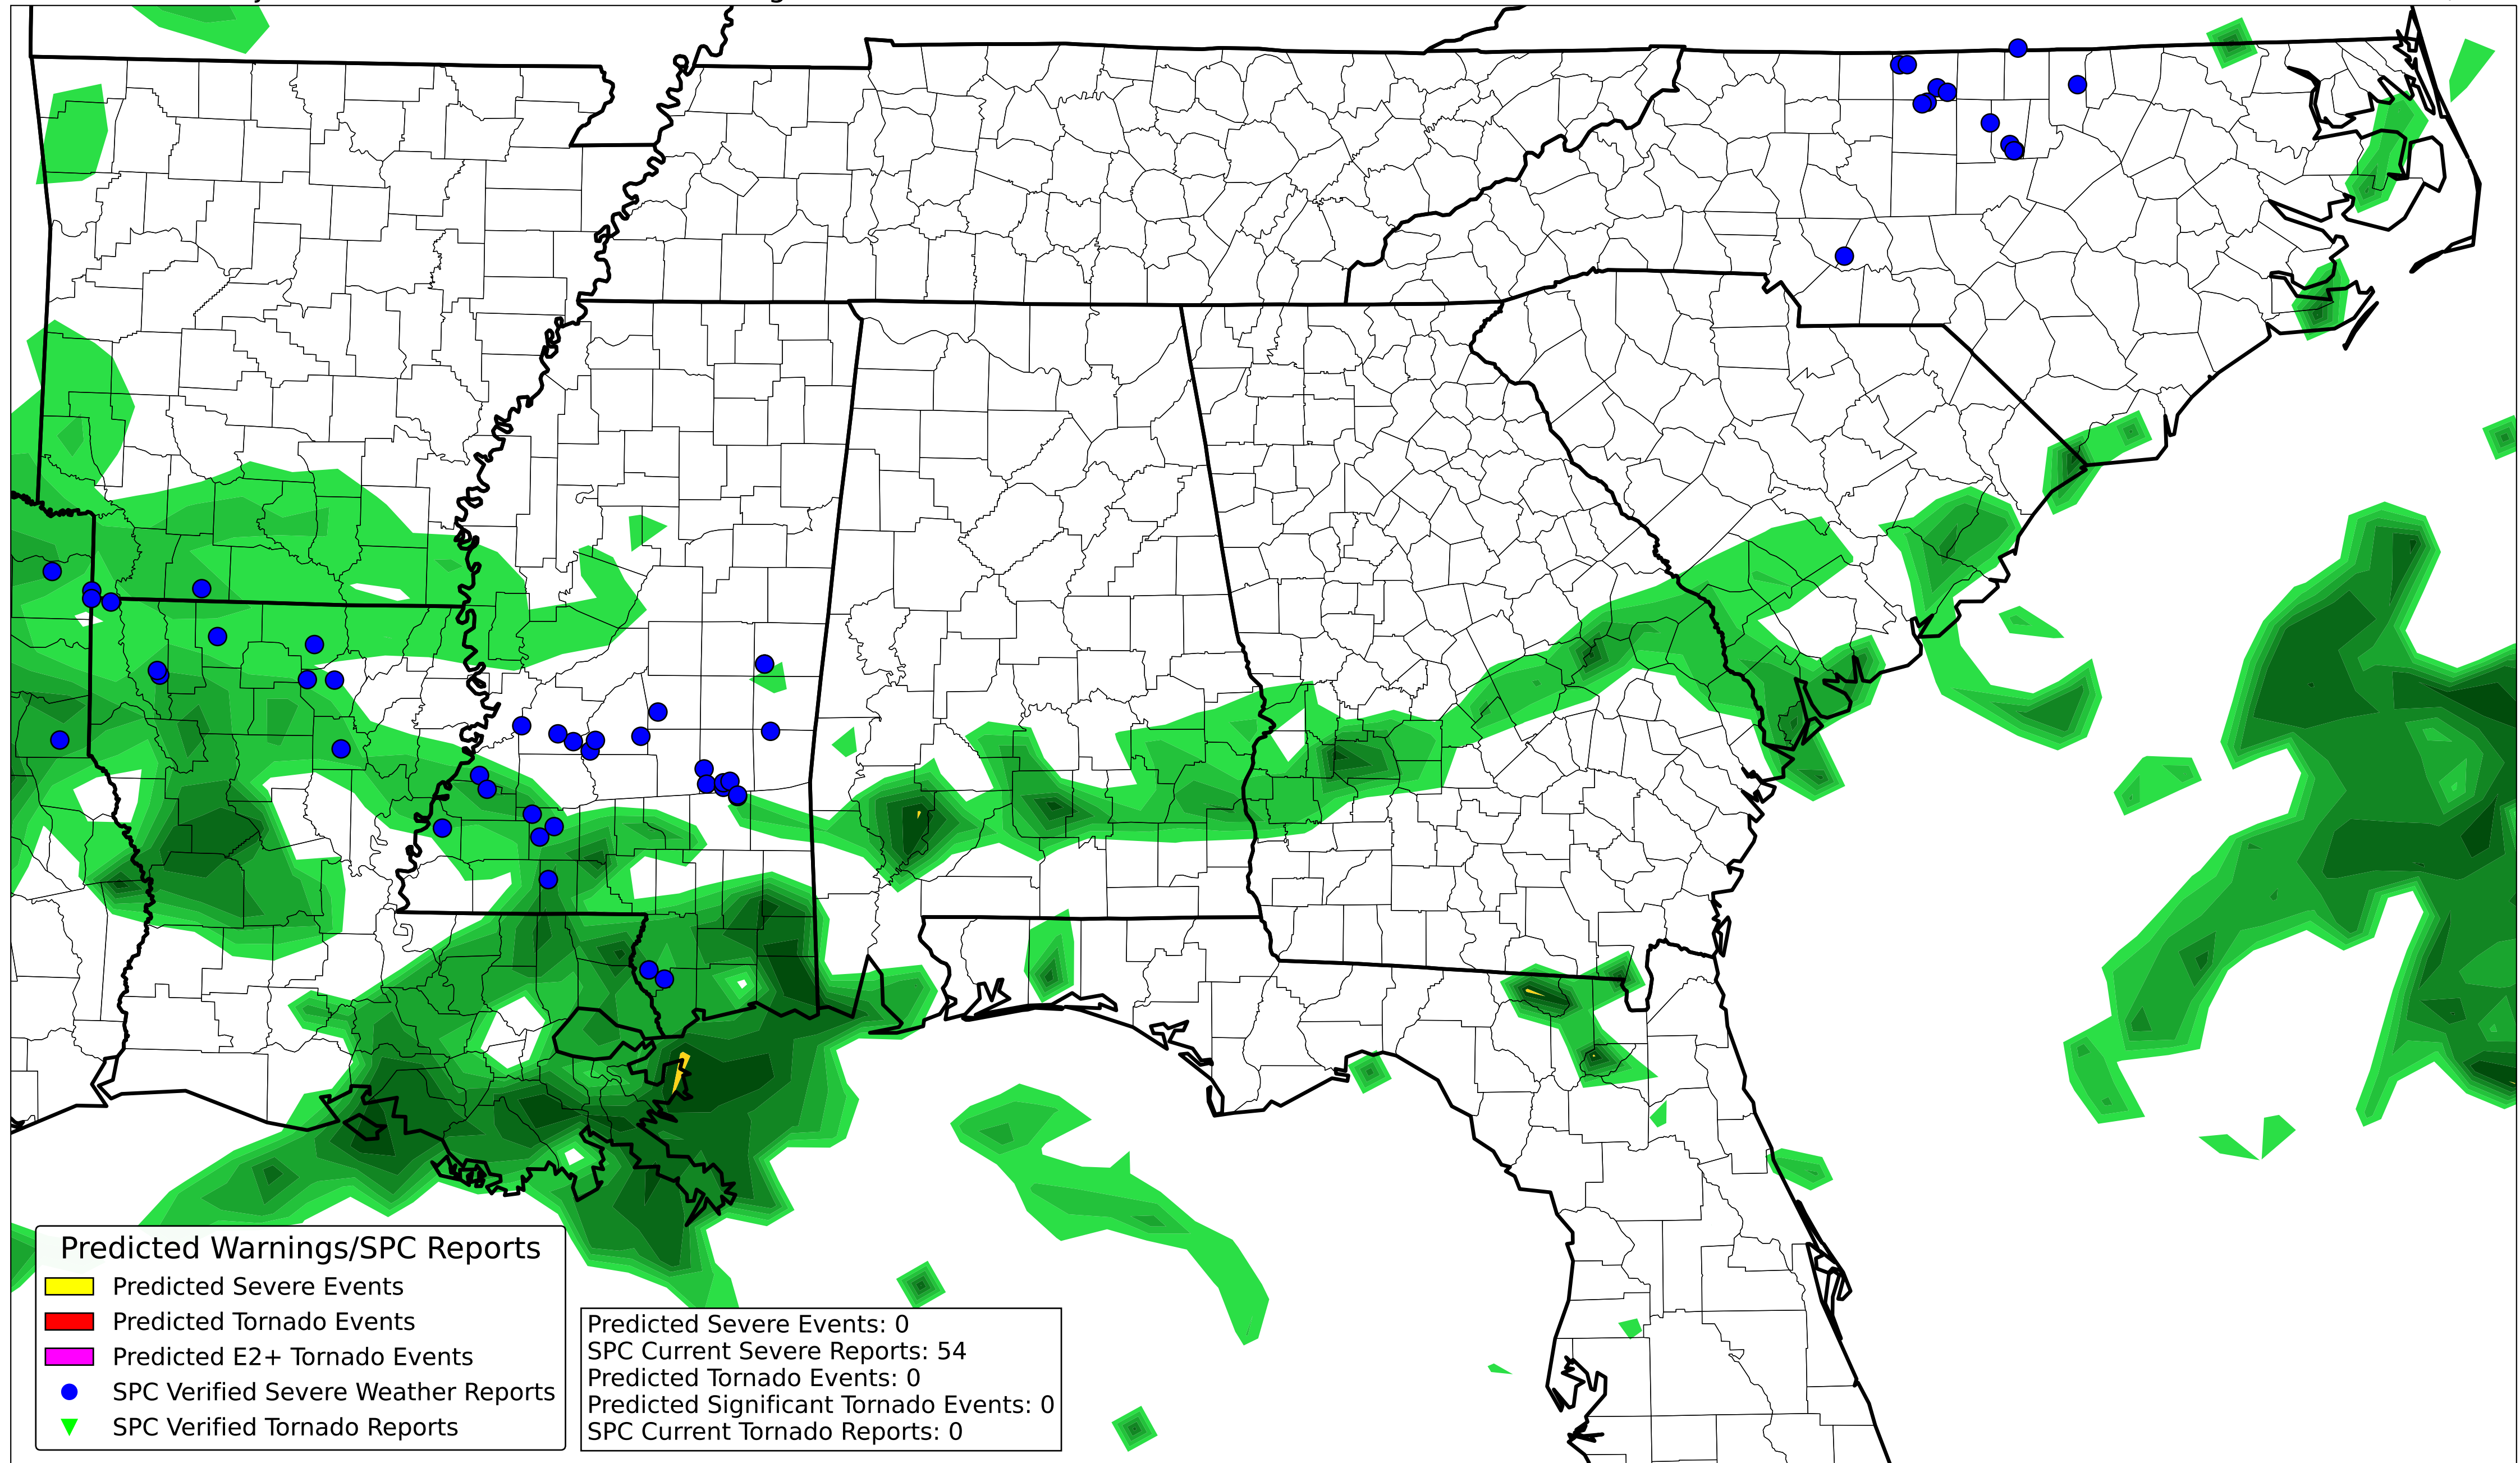 Predicted Warnings/SPC Reports
Predicted Severe Events
Predicted Tornado Events
Predicted E2+ Tornado Events
SPC Verified Severe Weather Reports
SPC Verified Tornado Reports
Predicted Severe Events: 0
SPC Current Severe Reports: 54
Predicted Tornado Events: 0
Predicted Significant Tornado Events: 0
SPC Current Tornado Reports: 0